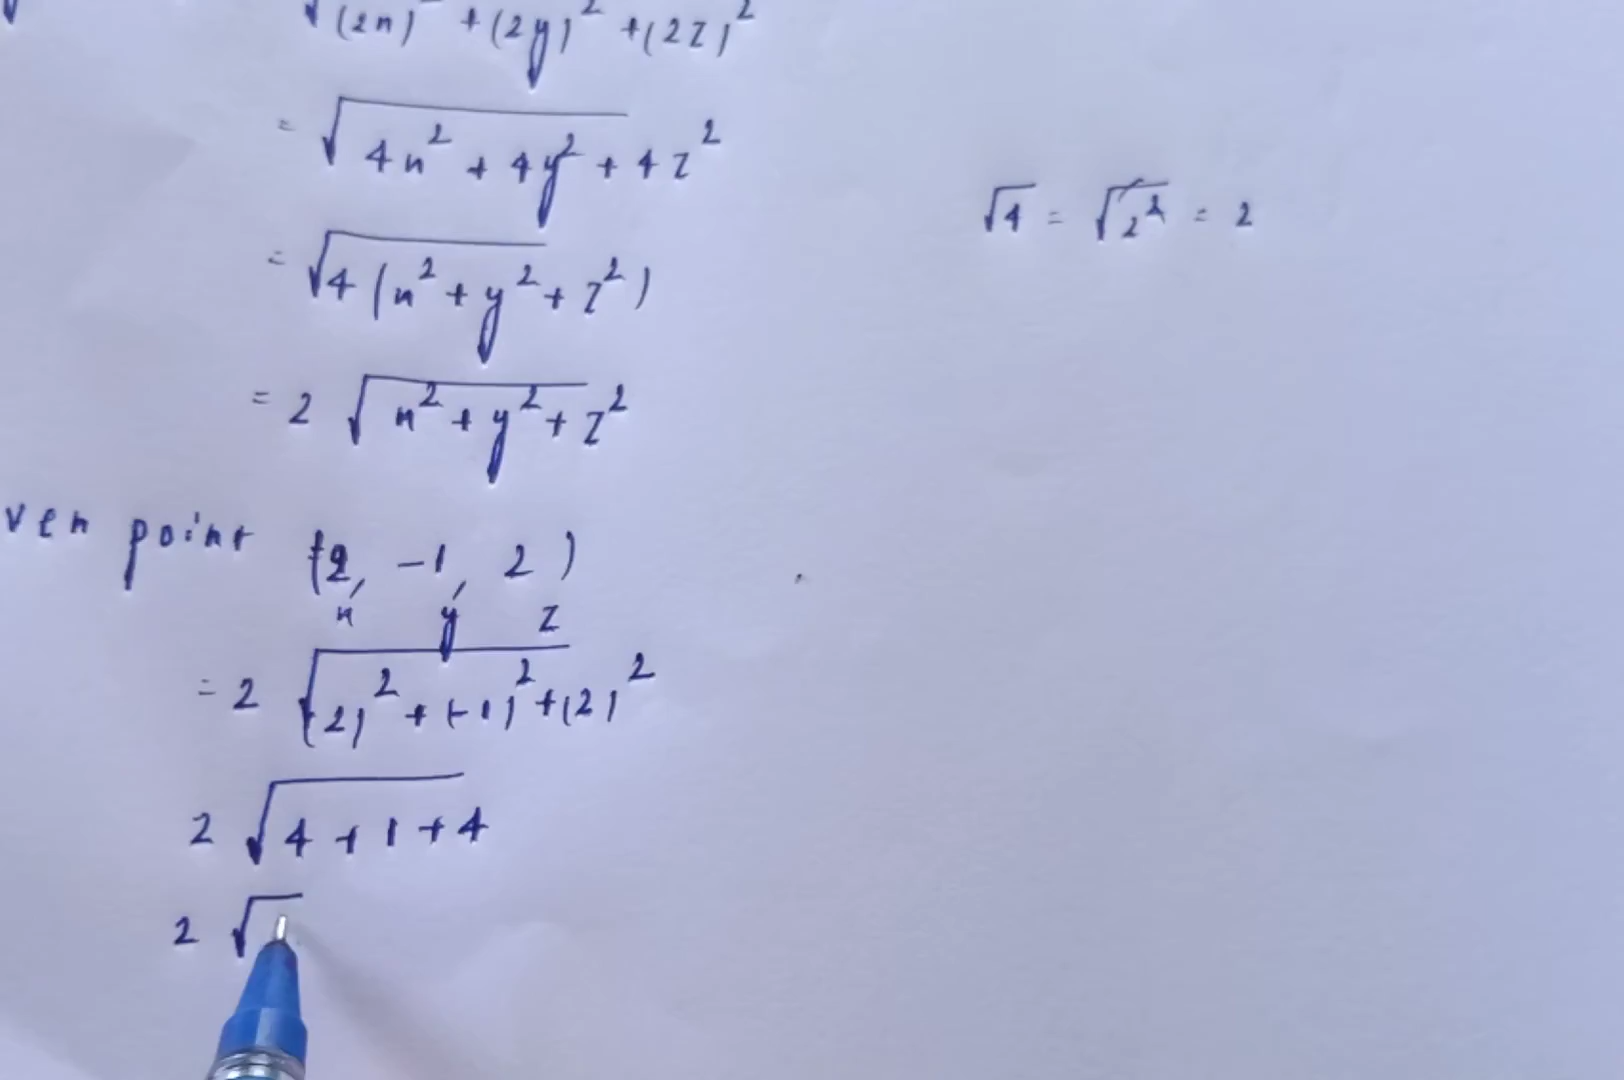 √(2x)² + (2y)² + (2z)²
= √4x² + 4y² + 4z²
√4 = √2² = 2
= √4(x² + y² + z²)
= 2 √x² + y² + z²
ven point (2, -1, 2)
x y z
= 2 √(2)² + (-1)² + (2)²
2 √4 + 1 + 4
2 √